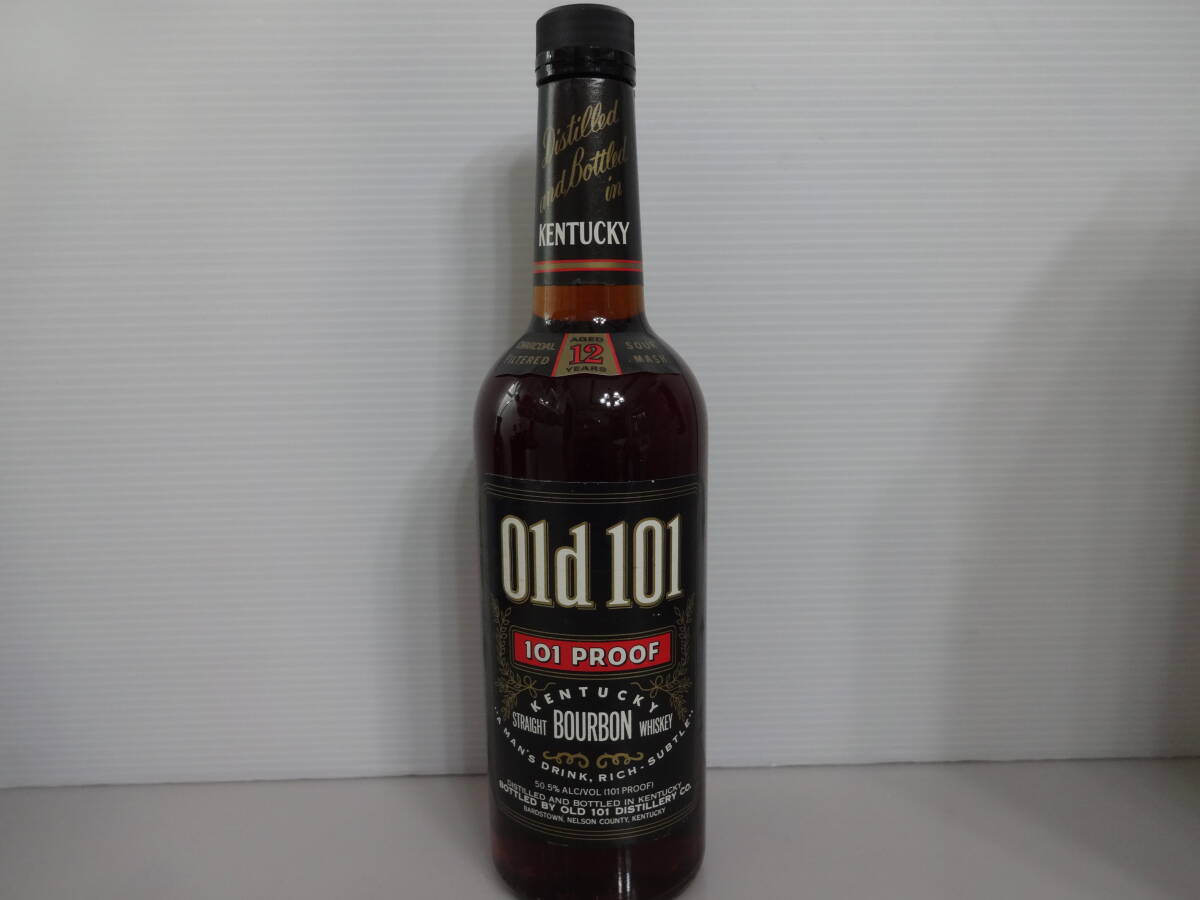 Distilled
and Bottled
in
KENTUCKY
CHARCOAL
FILTERED
AGED
12
YEARS
SOUR
MASH
Old 101
101 PROOF
KENTUCKY
STRAIGHT BOURBON WHISKEY
"A MAN'S DRINK, RICH-SUBTLE"
50.5% ALC/VOL (101 PROOF)
DISTILLED AND BOTTLED IN KENTUCKY
BOTTLED BY OLD 101 DISTILLERY CO.
BARDSTOWN, NELSON COUNTY, KENTUCKY